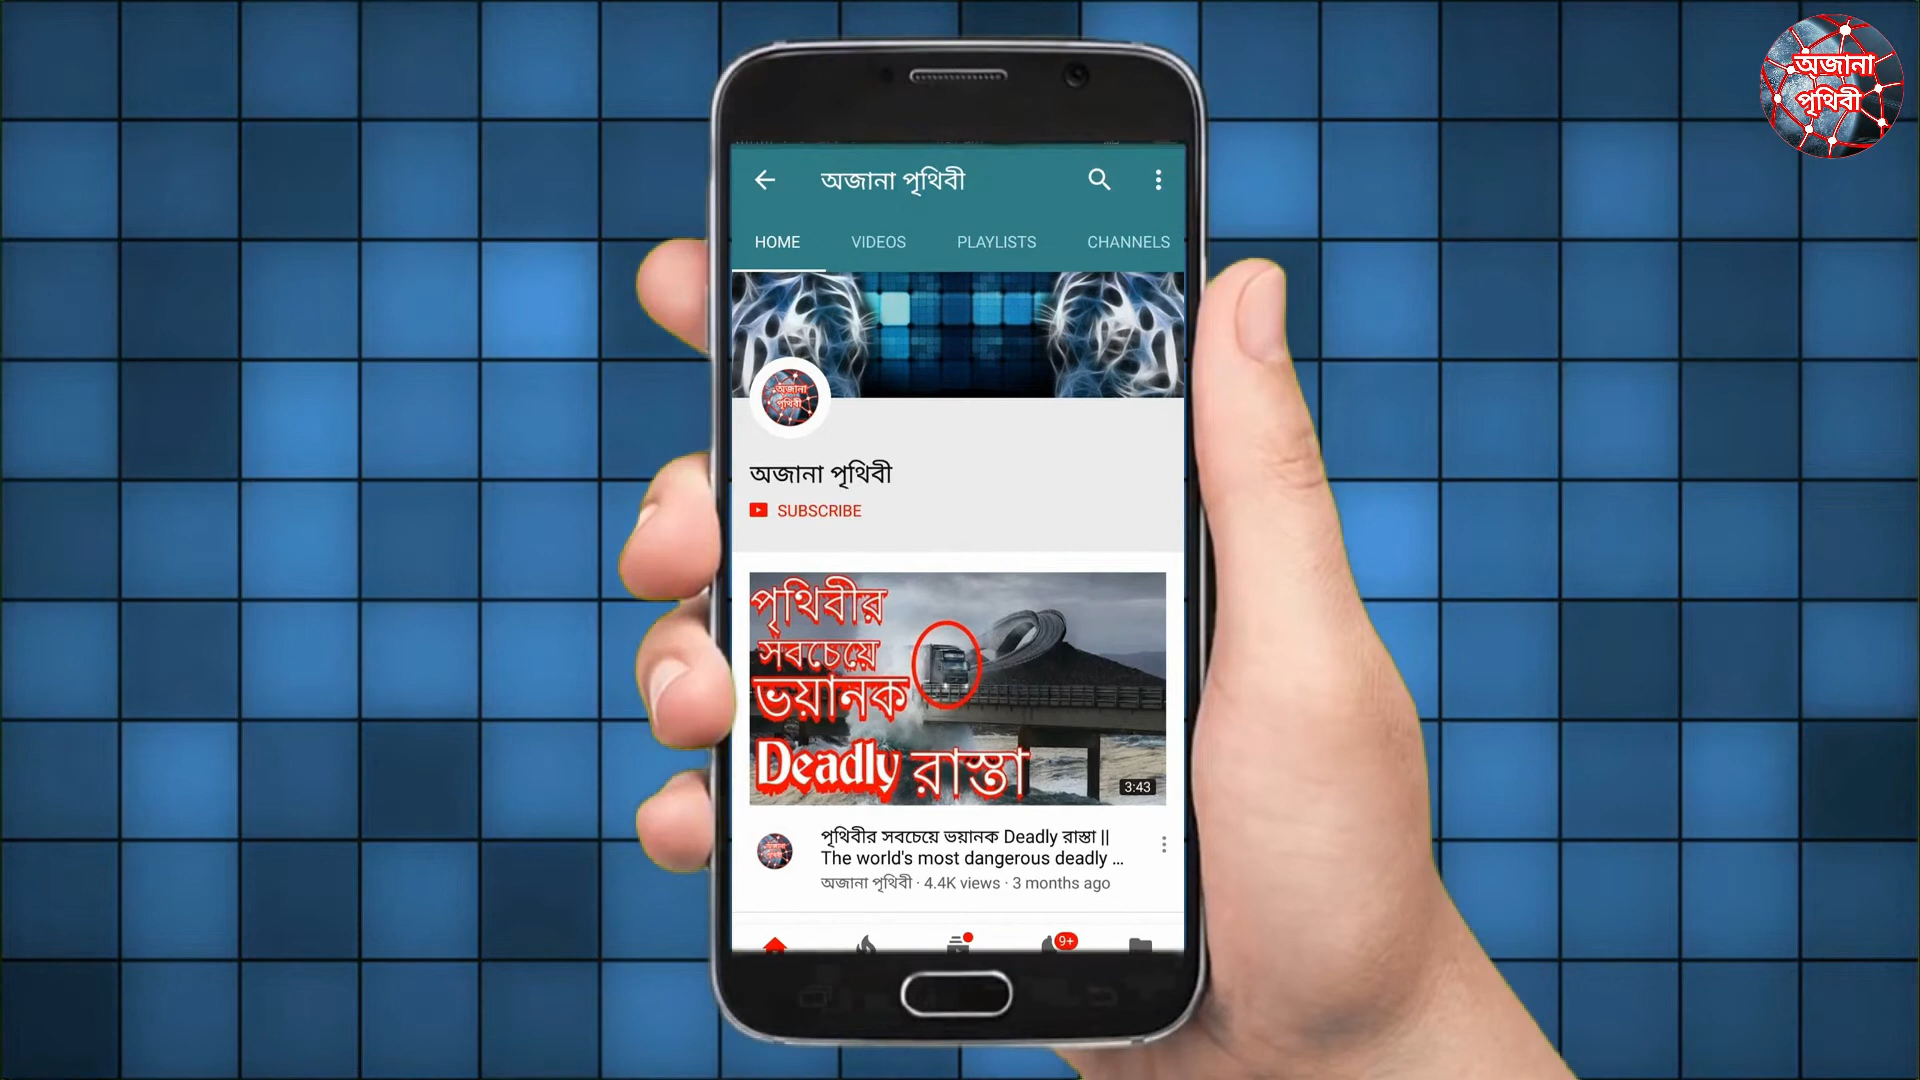 অজানা
পৃথিবী
অজানা পৃথিবী
HOME VIDEOS PLAYLISTS CHANNELS
অজানা
পৃথিবী
অজানা পৃথিবী
SUBSCRIBE
পৃথিবীর
সবচেয়ে
ভয়ানক
Deadly রাস্তা
3:43
পৃথিবীর সবচেয়ে ভয়ানক Deadly রাস্তা ||
The world's most dangerous deadly ...
অজানা পৃথিবী · 4.4K views · 3 months ago
9+